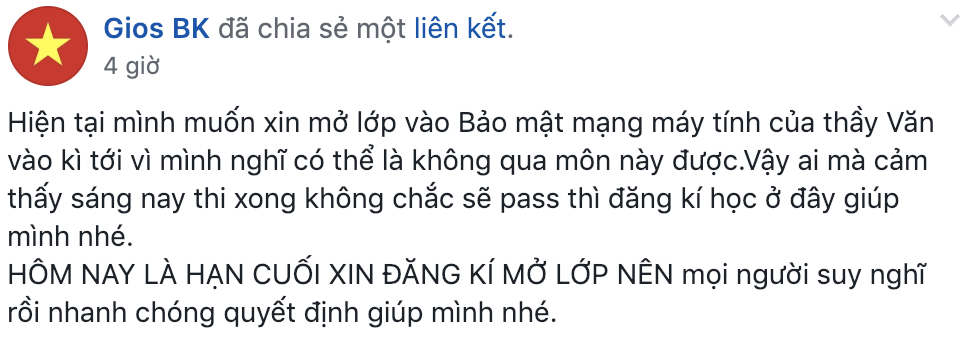 Gios BK đã chia sẻ một liên kết.
4 giờ
Hiện tại mình muốn xin mở lớp vào Bảo mật mạng máy tính của thầy Văn
vào kì tới vì mình nghĩ có thể là không qua môn này được.Vậy ai mà cảm
thấy sáng nay thi xong không chắc sẽ pass thì đăng kí học ở đây giúp
mình nhé.
HÔM NAY LÀ HẠN CUỐI XIN ĐĂNG KÍ MỞ LỚP NÊN mọi người suy nghĩ
rồi nhanh chóng quyết định giúp mình nhé.